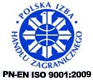 POLSKA IZBA
HANDLU ZAGRANICZNEGO
PN-EN ISO 9001:2009